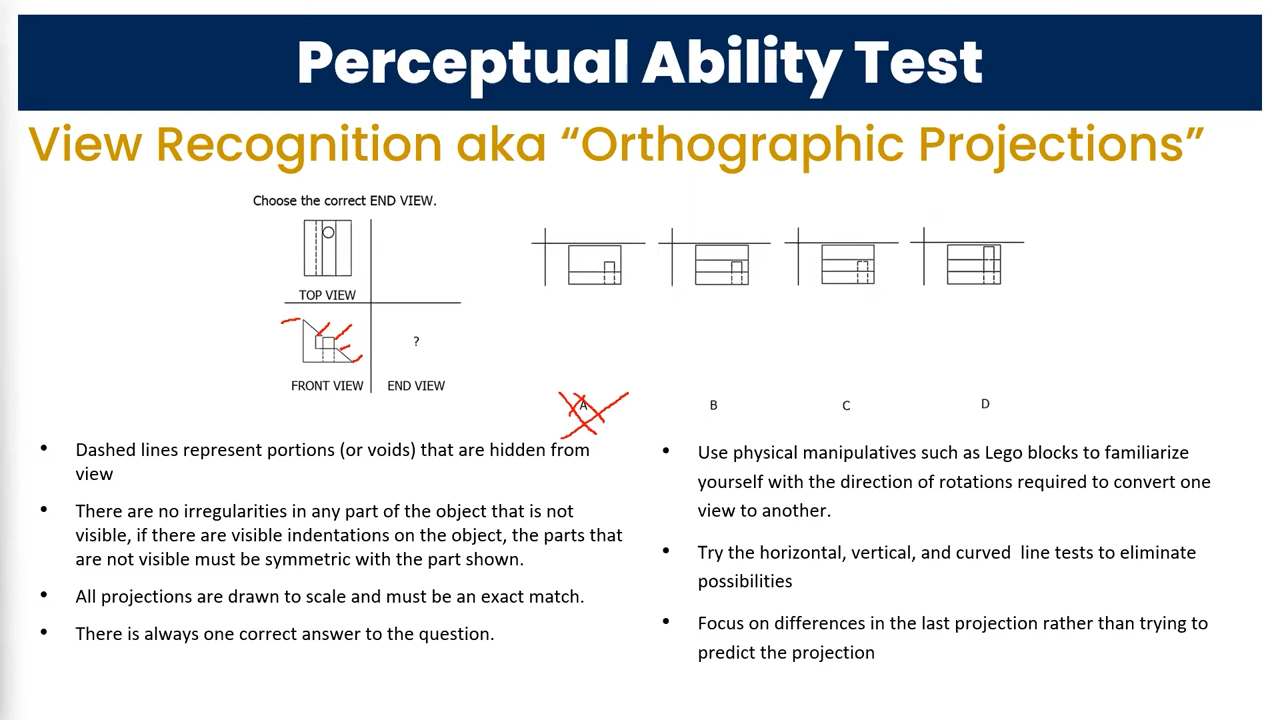 Perceptual Ability Test
View Recognition aka “Orthographic Projections”
Choose the correct END VIEW.
TOP VIEW
?
FRONT VIEW
END VIEW
A
B
C
D
• Dashed lines represent portions (or voids) that are hidden from
view
• There are no irregularities in any part of the object that is not
visible, if there are visible indentations on the object, the parts that
are not visible must be symmetric with the part shown.
• All projections are drawn to scale and must be an exact match.
• There is always one correct answer to the question.
• Use physical manipulatives such as Lego blocks to familiarize
yourself with the direction of rotations required to convert one
view to another.
• Try the horizontal, vertical, and curved line tests to eliminate
possibilities
• Focus on differences in the last projection rather than trying to
predict the projection